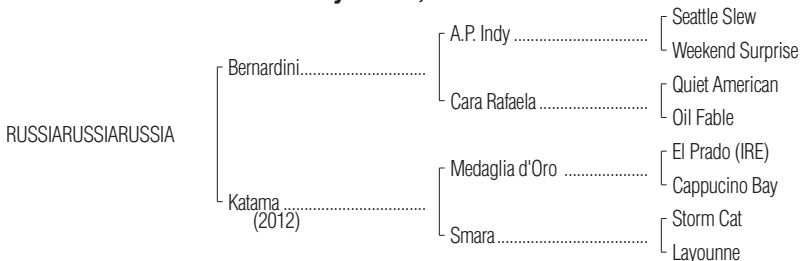 Seattle Slew
A.P. Indy
Weekend Surprise
Bernardini
Quiet American
Cara Rafaela
Oil Fable
RUSSIARUSSIARUSSIA
El Prado (IRE)
Medaglia d'Oro
Cappucino Bay
Katama
(2012)
Storm Cat
Smara
Layounne